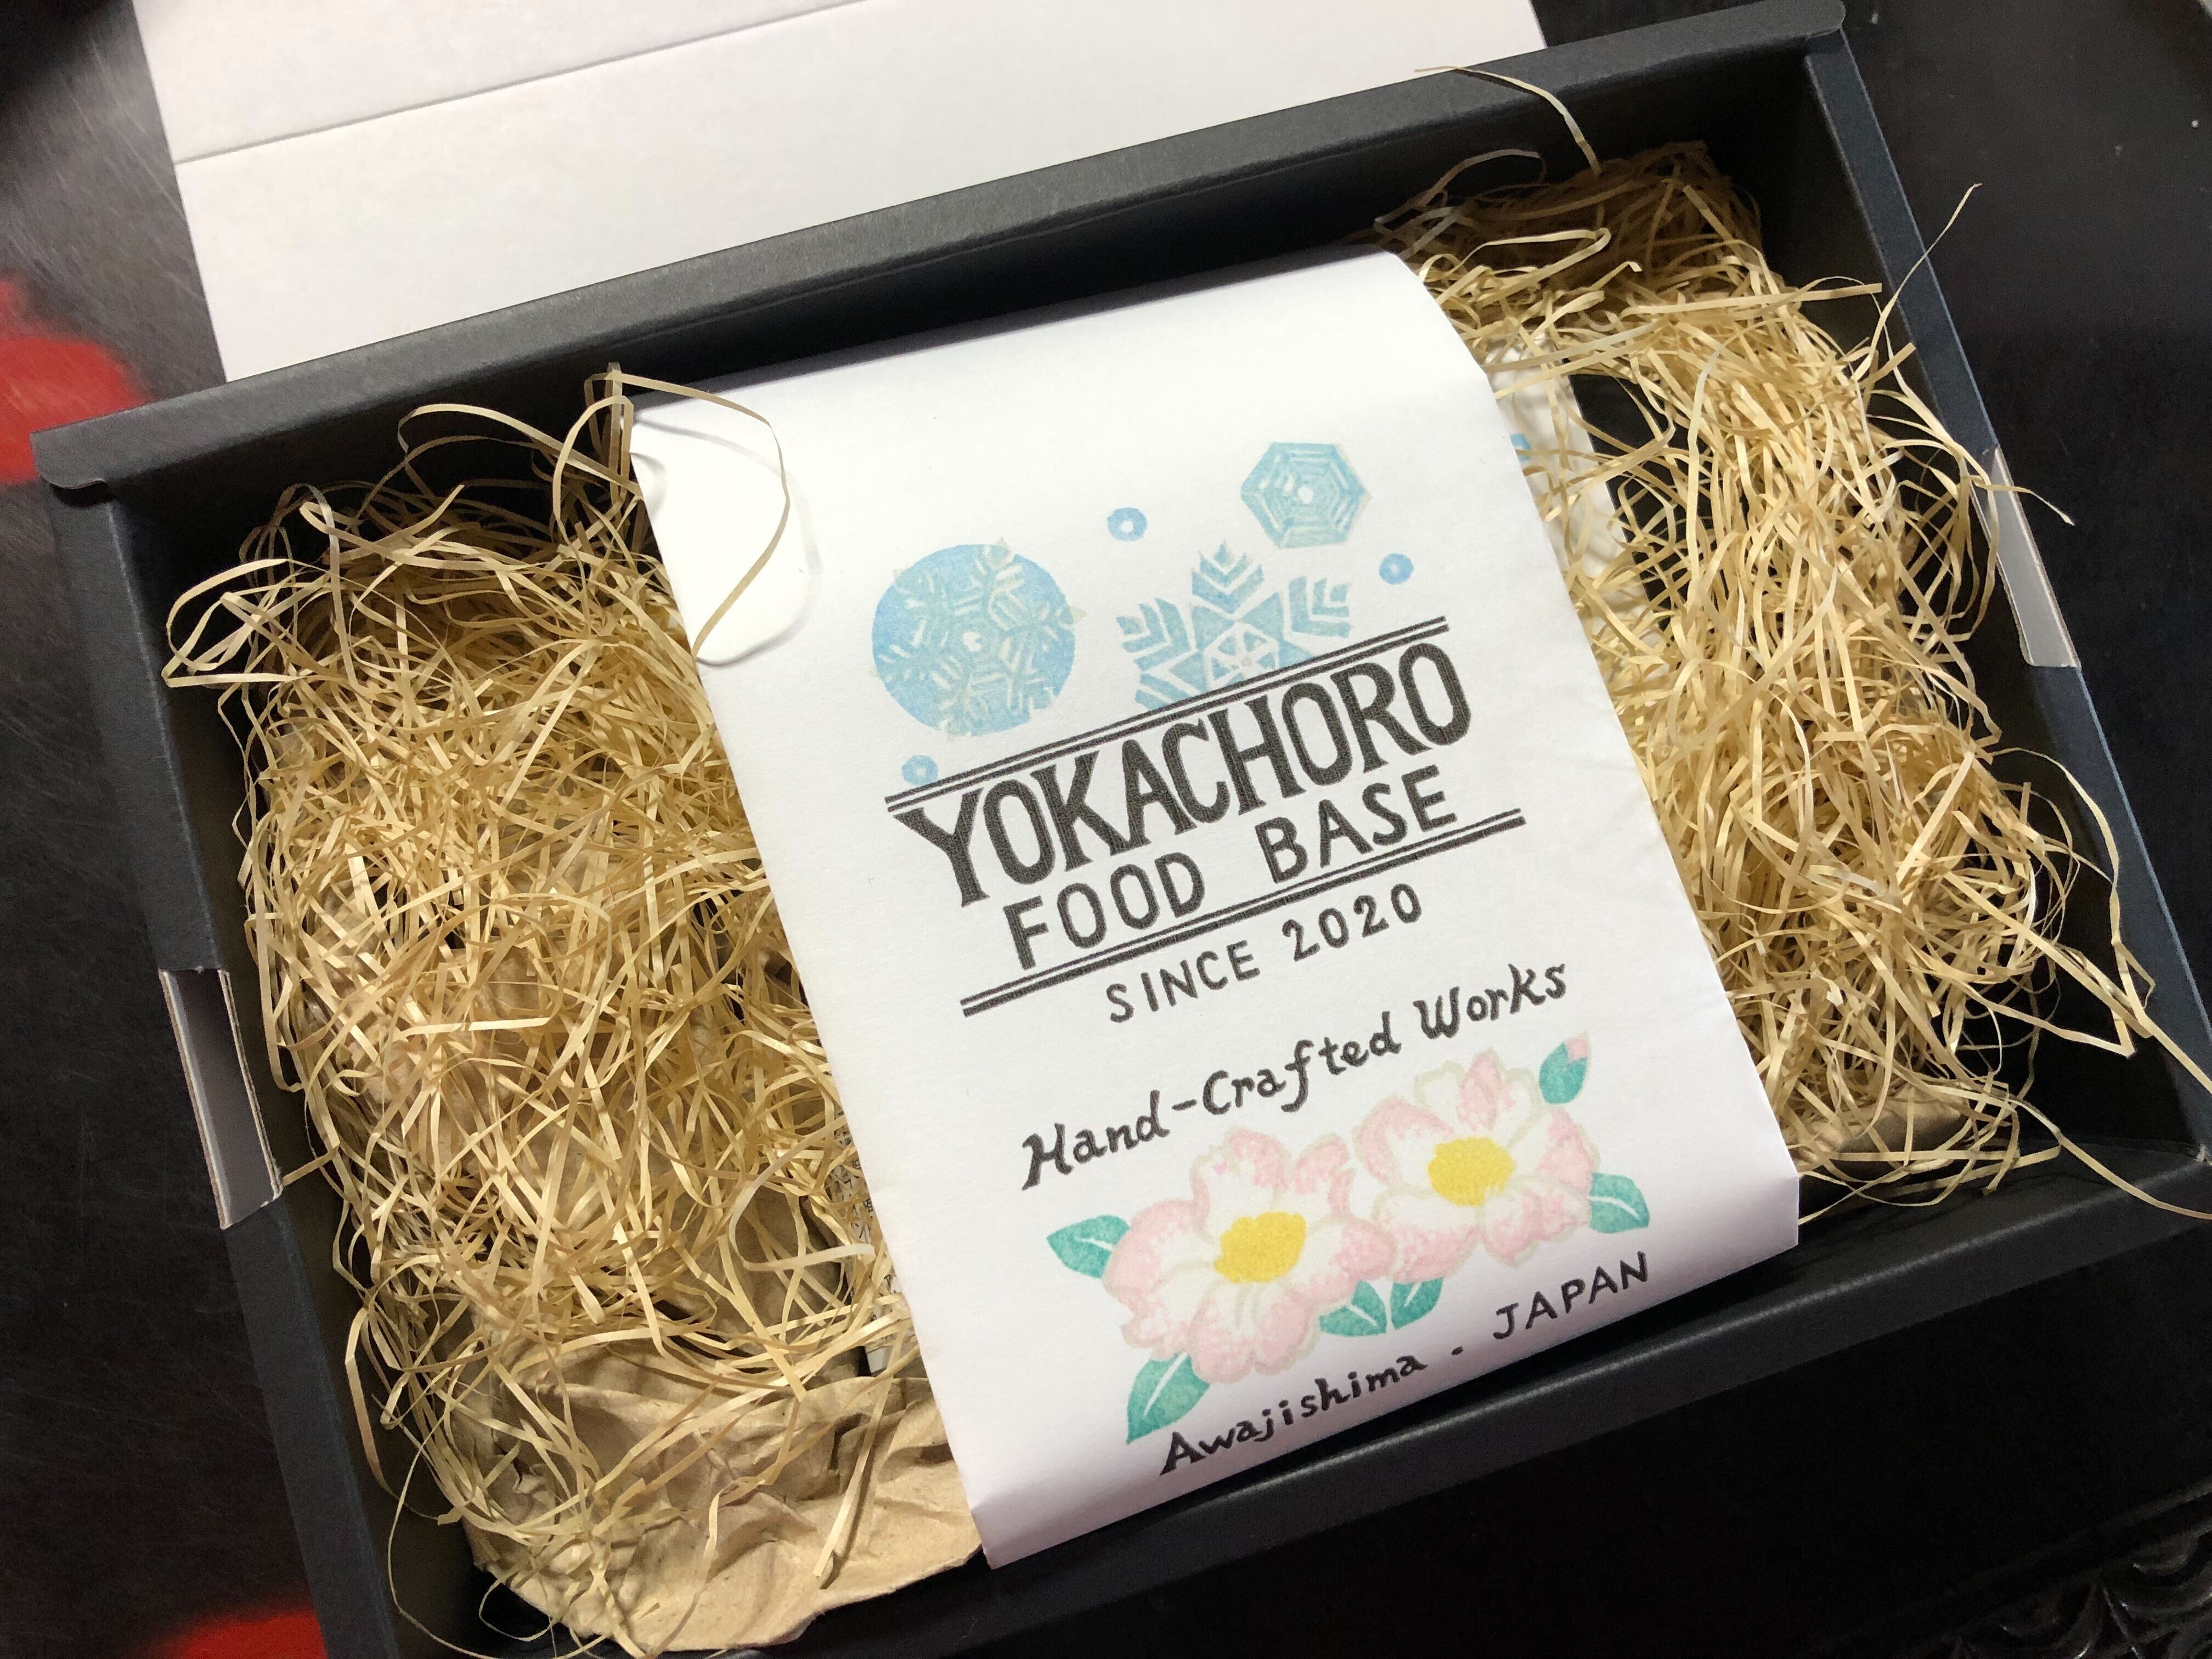 YOKACHORO
FOOD BASE
SINCE 2020
Hand-Crafted Works
Awajishima . JAPAN